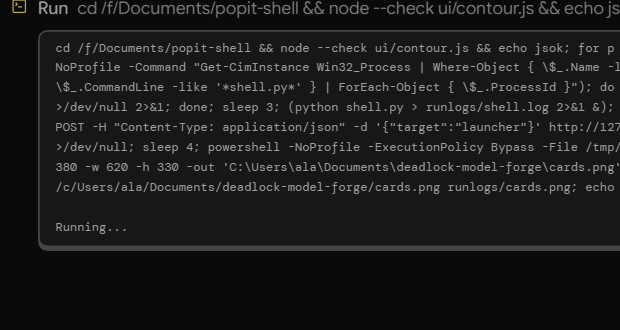 Run cd /f/Documents/popit-shell && node --check ui/contour.js && echo js
cd /f/Documents/popit-shell && node --check ui/contour.js && echo jsok; for p
NoProfile -Command "Get-CimInstance Win32_Process | Where-Object { \$_.Name -l
\$_.CommandLine -like '*shell.py*' } | ForEach-Object { \$_.ProcessId }"); do
>/dev/null 2>&1; done; sleep 3; (python shell.py > runlogs/shell.log 2>&1 &);
POST -H "Content-Type: application/json" -d '{"target":"launcher"}' http://127
>/dev/null; sleep 4; powershell -NoProfile -ExecutionPolicy Bypass -File /tmp/
380 -w 620 -h 330 -out 'C:\Users\ala\Documents\deadlock-model-forge\cards.png'
/c/Users/ala/Documents/deadlock-model-forge/cards.png runlogs/cards.png; echo
Running...